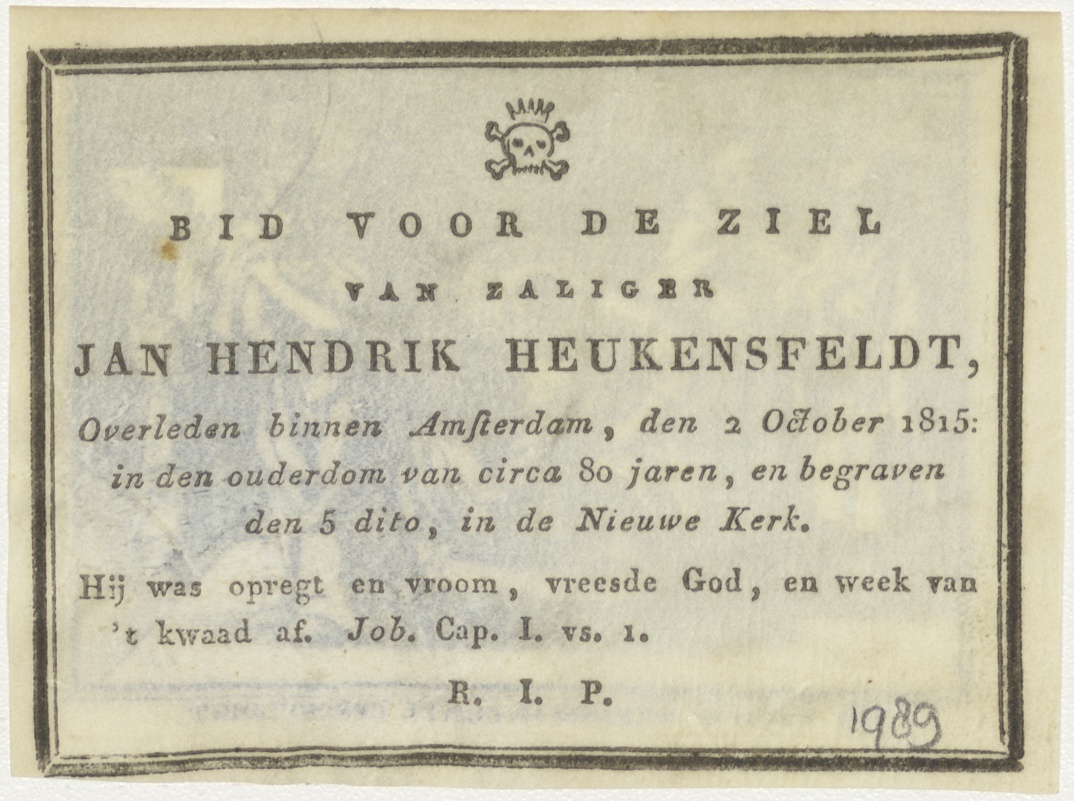 BID VOOR DE ZIEL
VAN ZALIGER
JAN HENDRIK HEUKENSFELDT,
Overleden binnen Amſterdam, den 2 October 1815:
in den ouderdom van circa 80 jaren, en begraven
den 5 dito, in de Nieuwe Kerk.
Hij was opregt en vroom, vreesde God, en week van
't kwaad af. Job. Cap. I. vs. 1.
R. I. P.
1989